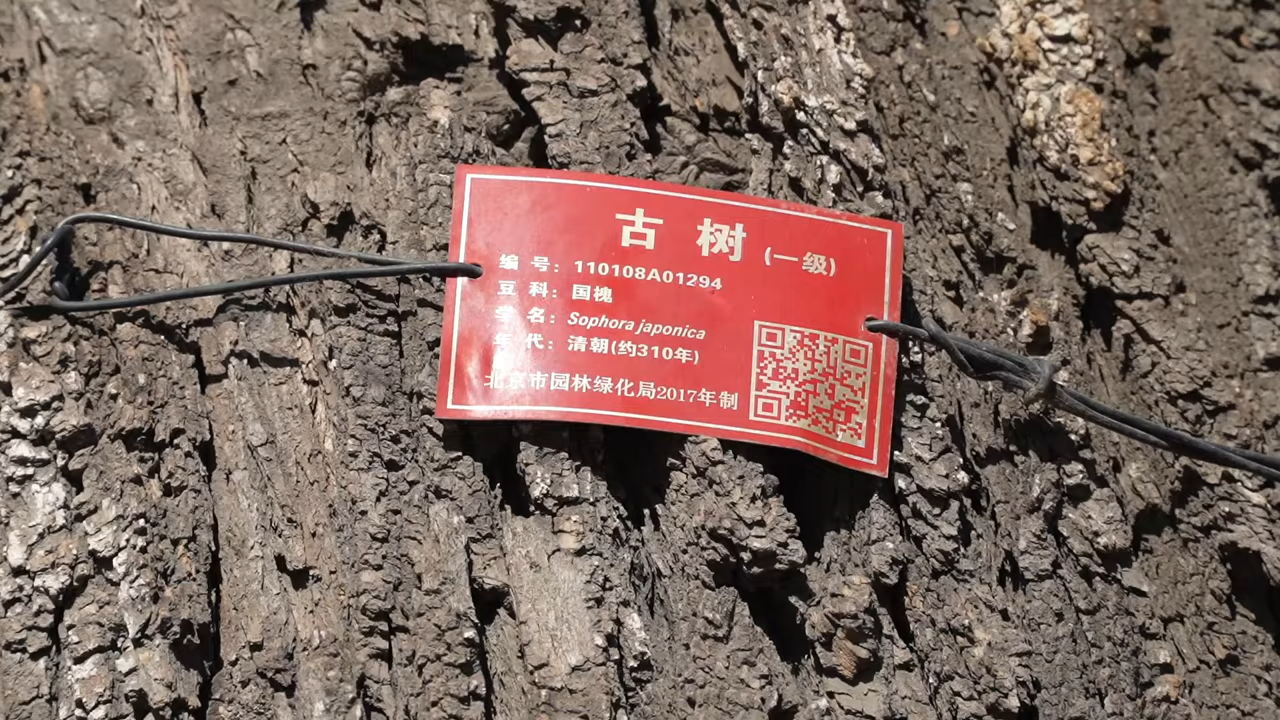 古 树 (一级)
编 号：110108A01294
豆 科：国槐
学 名：Sophora japonica
年 代：清朝(约310年)
北京市园林绿化局2017年制